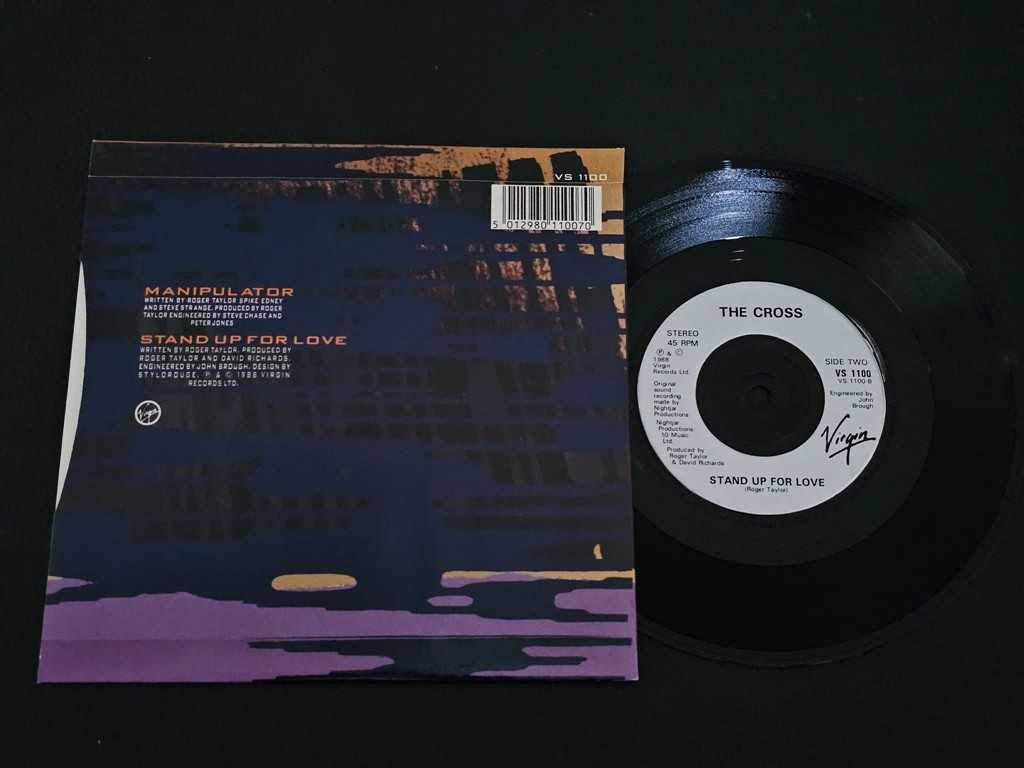 VS 1100
5 012980 110070
MANIPULATOR
WRITTEN BY ROGER TAYLOR SPIKE EDNEY
AND STEVE STRANGE. PRODUCED BY ROGER
TAYLOR ENGINEERED BY STEVE CHASE AND
PETER JONES
STAND UP FOR LOVE
WRITTEN BY ROGER TAYLOR. PRODUCED BY
ROGER TAYLOR AND DAVID RICHARDS.
ENGINEERED BY JOHN BROUGH. DESIGN BY
STYLOROUGE. ℗ & © 1988 VIRGIN
RECORDS LTD.
Virgin
THE CROSS
STEREO
45 RPM
℗ & ©
1988
Virgin
Records Ltd.
Original
sound
recording
made by
Nightjar
Productions
Nightjar
Productions
10 Music
Ltd.
Produced by
Roger Taylor
& David Richards
SIDE TWO
VS 1100
VS 1100 B
Engineered by
John
Brough
Virgin
STAND UP FOR LOVE
(Roger Taylor)